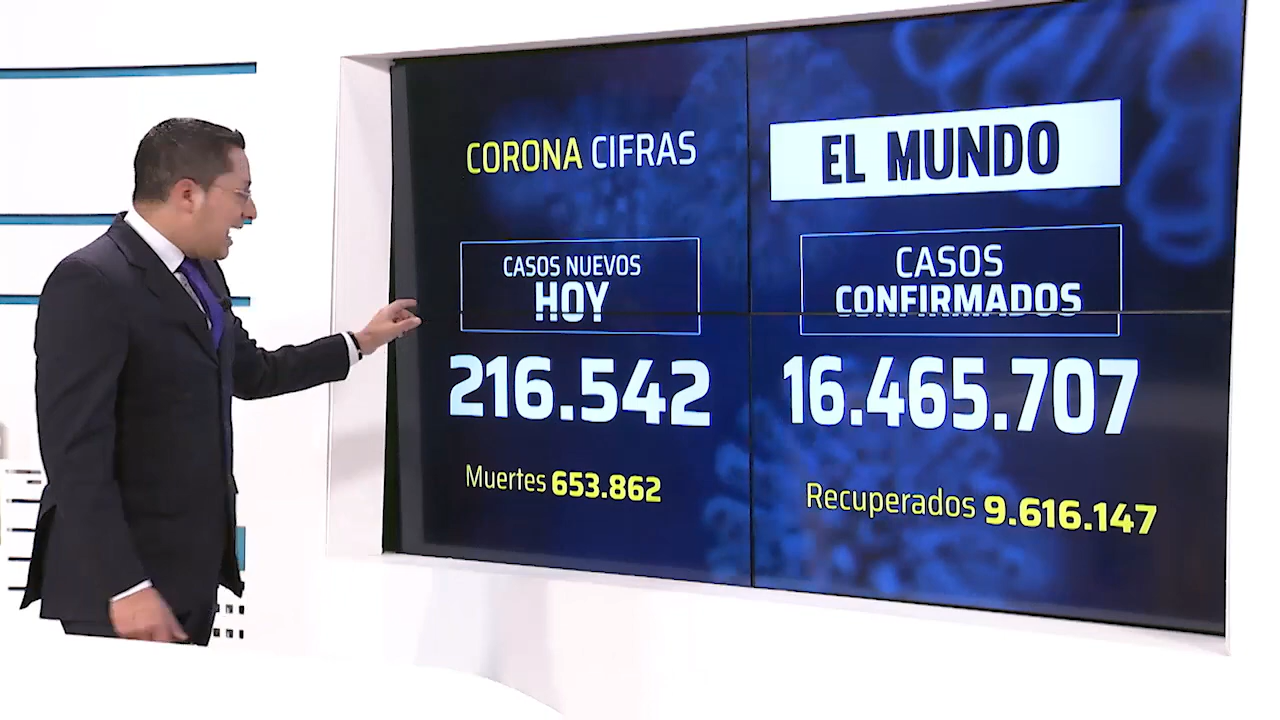 CORONA CIFRAS
EL MUNDO
CASOS NUEVOS
HOY
216.542
Muertes 653.862
CASOS
CONFIRMADOS
16.465.707
Recuperados 9.616.147